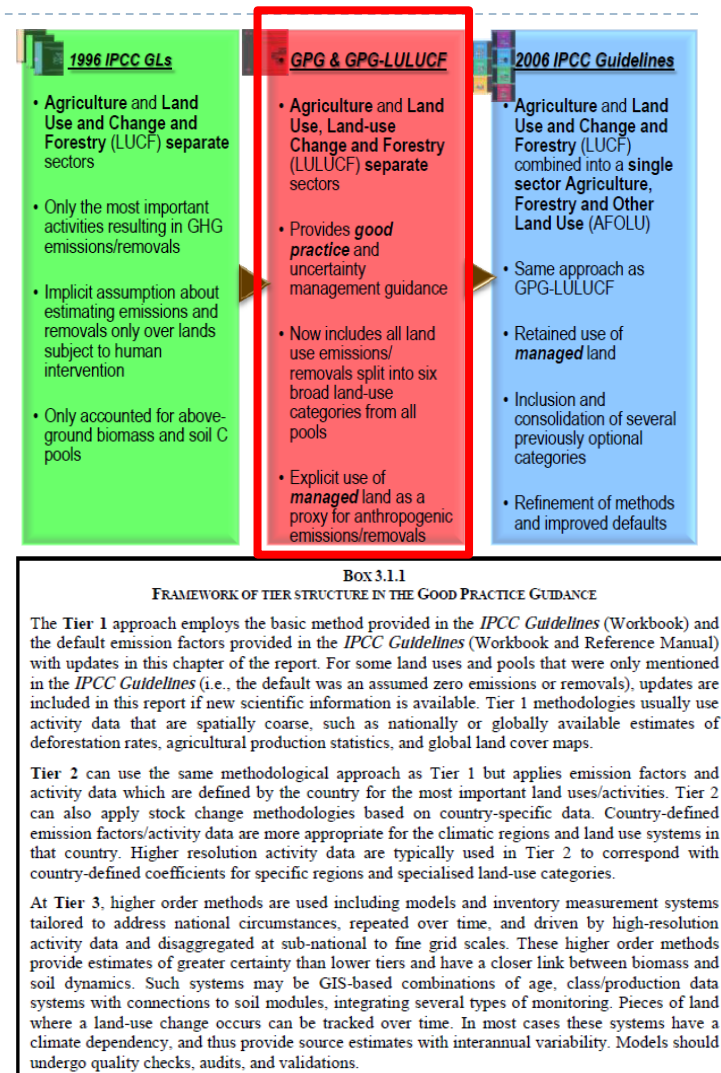 1996 IPCC GLs
• Agriculture and Land
Use and Change and
Forestry (LUCF) separate
sectors
• Only the most important
activities resulting in GHG
emissions/removals
• Implicit assumption about
estimating emissions and
removals only over lands
subject to human
intervention
• Only accounted for above-
ground biomass and soil C
pools
GPG & GPG-LULUCF
• Agriculture and Land
Use, Land-use
Change and Forestry
(LULUCF) separate
sectors
• Provides good
practice and
uncertainty
management guidance
• Now includes all land
use emissions/
removals split into six
broad land-use
categories from all
pools
• Explicit use of
managed land as a
proxy for anthropogenic
emissions/removals
2006 IPCC Guidelines
• Agriculture and Land
Use and Change and
Forestry (LUCF)
combined into a single
sector Agriculture,
Forestry and Other
Land Use (AFOLU)
• Same approach as
GPG-LULUCF
• Retained use of
managed land
• Inclusion and
consolidation of several
previously optional
categories
• Refinement of methods
and improved defaults
BOX 3.1.1
FRAMEWORK OF TIER STRUCTURE IN THE GOOD PRACTICE GUIDANCE
The Tier 1 approach employs the basic method provided in the IPCC Guidelines (Workbook) and
the default emission factors provided in the IPCC Guidelines (Workbook and Reference Manual)
with updates in this chapter of the report. For some land uses and pools that were only mentioned
in the IPCC Guidelines (i.e., the default was an assumed zero emissions or removals), updates are
included in this report if new scientific information is available. Tier 1 methodologies usually use
activity data that are spatially coarse, such as nationally or globally available estimates of
deforestation rates, agricultural production statistics, and global land cover maps.
Tier 2 can use the same methodological approach as Tier 1 but applies emission factors and
activity data which are defined by the country for the most important land uses/activities. Tier 2
can also apply stock change methodologies based on country-specific data. Country-defined
emission factors/activity data are more appropriate for the climatic regions and land use systems in
that country. Higher resolution activity data are typically used in Tier 2 to correspond with
country-defined coefficients for specific regions and specialised land-use categories.
At Tier 3, higher order methods are used including models and inventory measurement systems
tailored to address national circumstances, repeated over time, and driven by high-resolution
activity data and disaggregated at sub-national to fine grid scales. These higher order methods
provide estimates of greater certainty than lower tiers and have a closer link between biomass and
soil dynamics. Such systems may be GIS-based combinations of age, class/production data
systems with connections to soil modules, integrating several types of monitoring. Pieces of land
where a land-use change occurs can be tracked over time. In most cases these systems have a
climate dependency, and thus provide source estimates with interannual variability. Models should
undergo quality checks, audits, and validations.